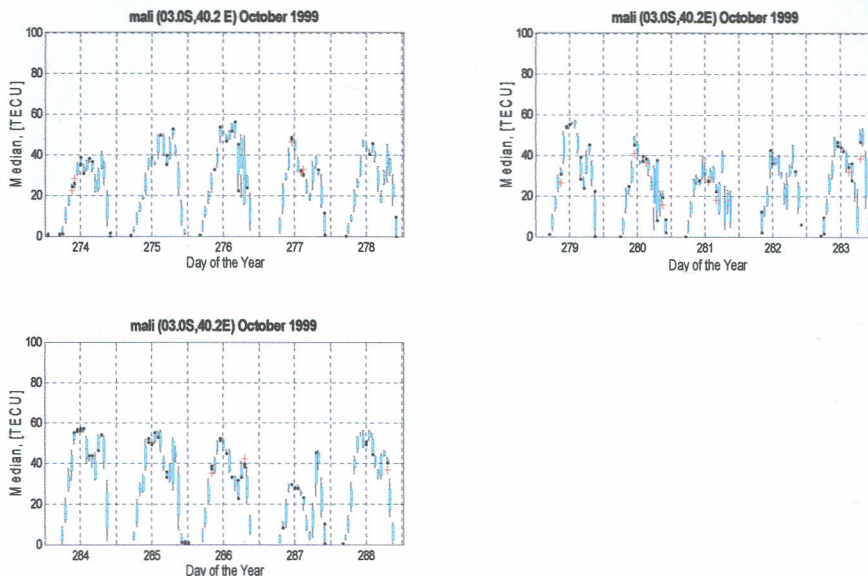 mali (03.0S,40.2 E) October 1999
100
80
60
40
20
0
Median, [TECU]
274 275 276 277 278
Day of the Year
mali (03.0S,40.2E) October 1999
100
80
60
40
20
0
Median, [TECU]
279 280 281 282 283
Day of the Year
mali (03.0S,40.2E) October 1999
100
80
60
40
20
0
Median, [TECU]
284 285 286 287 288
Day of the Year